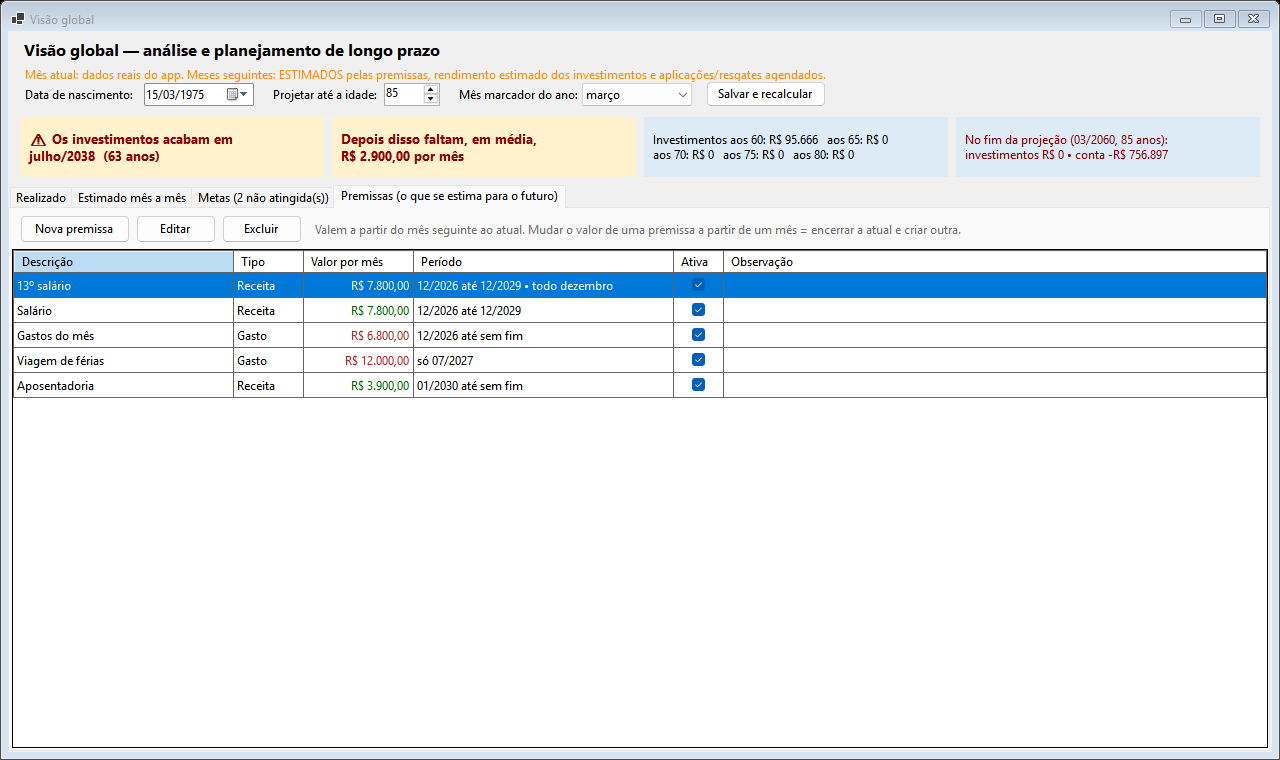 Visão global
Visão global — análise e planejamento de longo prazo
Mês atual: dados reais do app. Meses seguintes: ESTIMADOS pelas premissas, rendimento estimado dos investimentos e aplicações/resgates agendados.
Data de nascimento: 15/03/1975 Projetar até a idade: 85 Mês marcador do ano: março Salvar e recalcular
⚠ Os investimentos acabam em
julho/2038 (63 anos)
Depois disso faltam, em média,
R$ 2.900,00 por mês
Investimentos aos 60: R$ 95.666 aos 65: R$ 0
aos 70: R$ 0 aos 75: R$ 0 aos 80: R$ 0
No fim da projeção (03/2060, 85 anos):
investimentos R$ 0 • conta -R$ 756.897
Realizado Estimado mês a mês Metas (2 não atingida(s)) Premissas (o que se estima para o futuro)
Nova premissa Editar Excluir Valem a partir do mês seguinte ao atual. Mudar o valor de uma premissa a partir de um mês = encerrar a atual e criar outra.
Descrição Tipo Valor por mês Período Ativa Observação
13º salário Receita R$ 7.800,00 12/2026 até 12/2029 • todo dezembro
Salário Receita R$ 7.800,00 12/2026 até 12/2029
Gastos do mês Gasto R$ 6.800,00 12/2026 até sem fim
Viagem de férias Gasto R$ 12.000,00 só 07/2027
Aposentadoria Receita R$ 3.900,00 01/2030 até sem fim